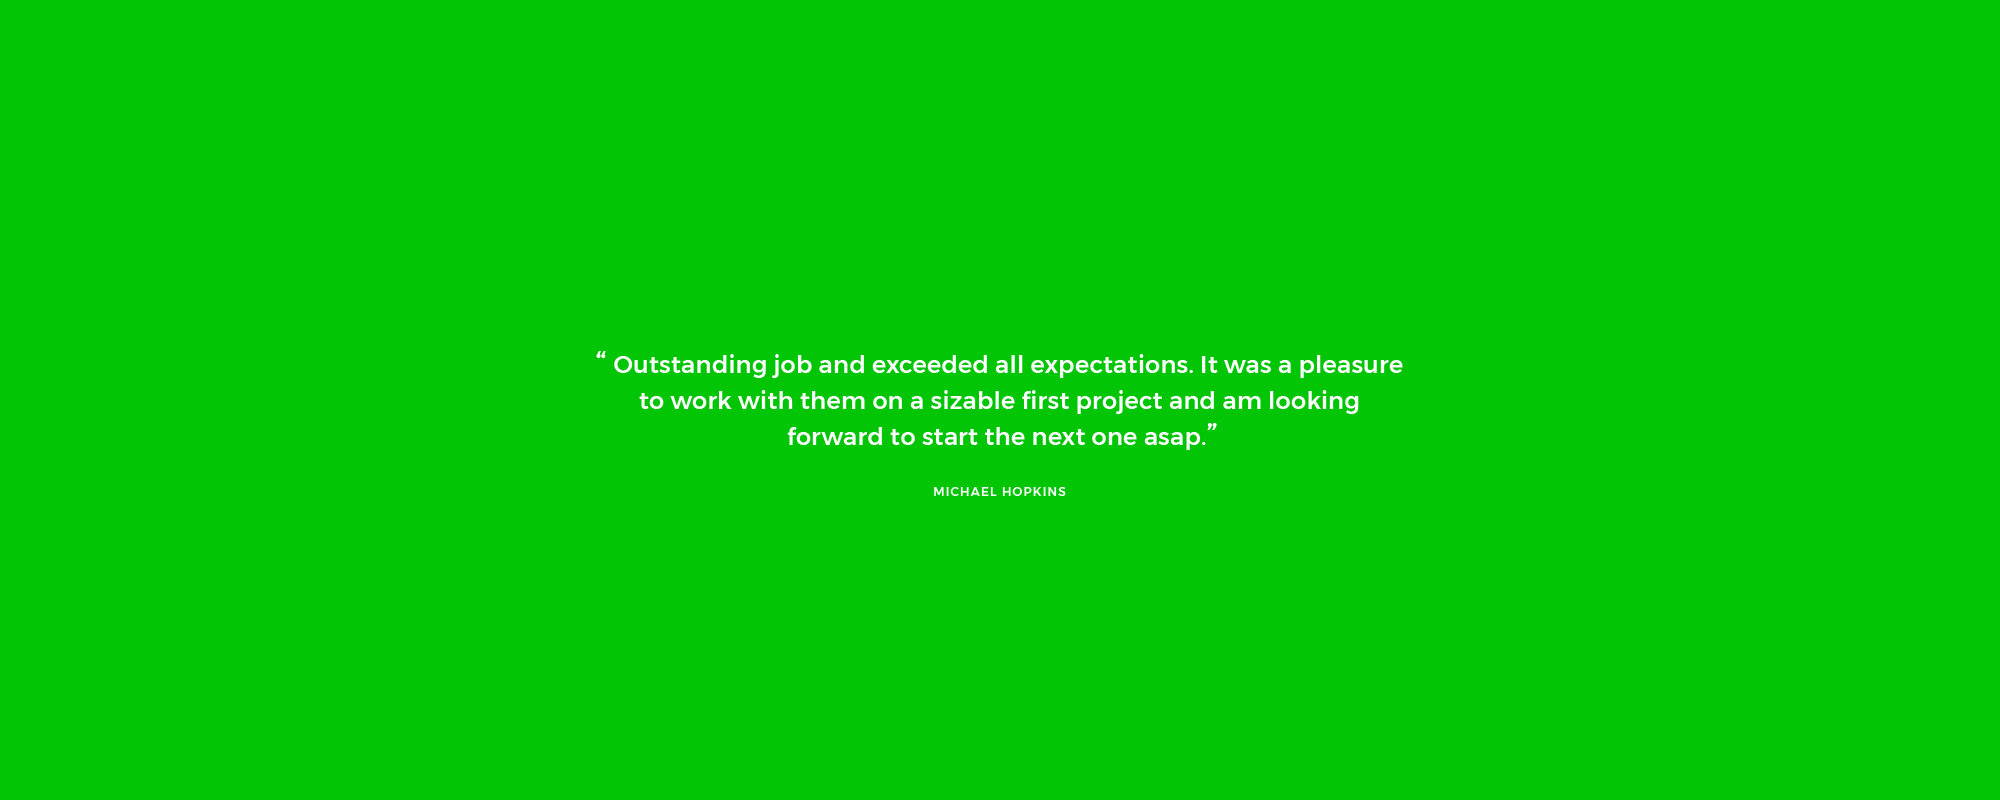 “ Outstanding job and exceeded all expectations. It was a pleasure
to work with them on a sizable first project and am looking
forward to start the next one asap.”
MICHAEL HOPKINS